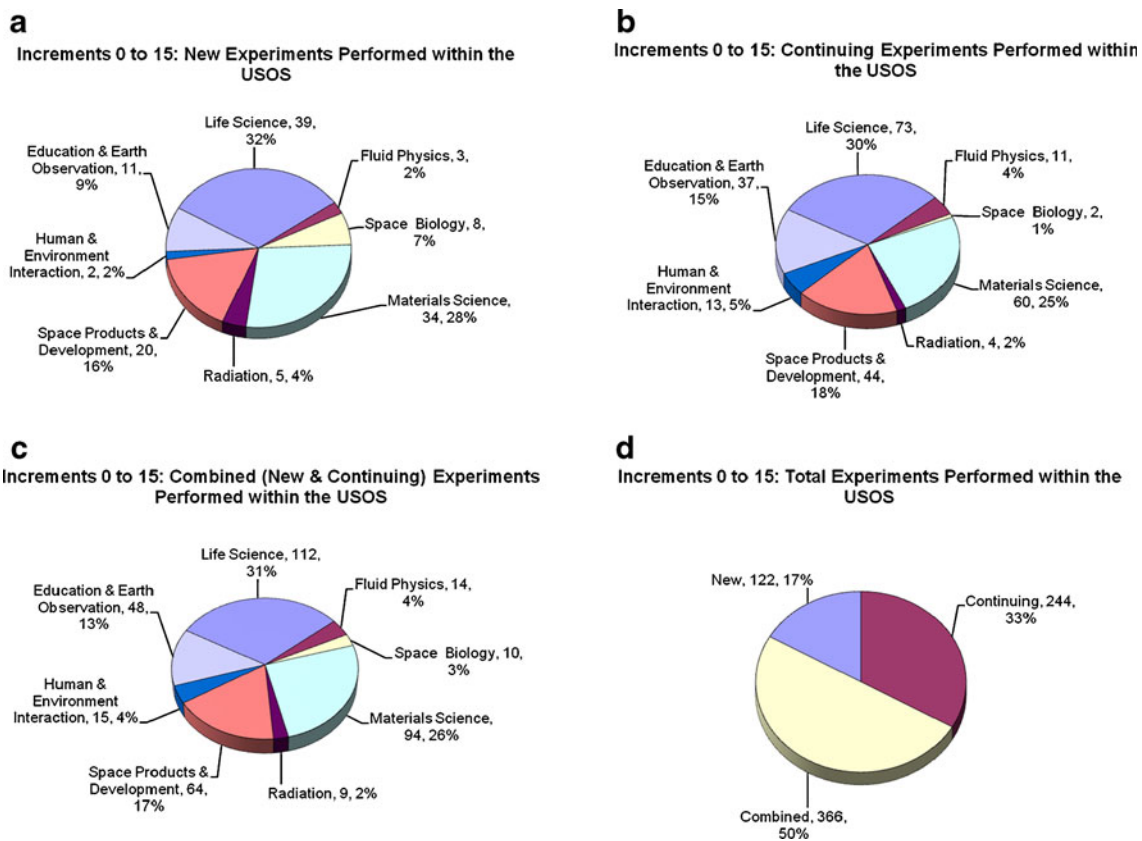 a
Increments 0 to 15: New Experiments Performed within the
USOS
Life Science, 39,
32%
Fluid Physics, 3,
2%
Space Biology, 8,
7%
Materials Science,
34, 28%
Radiation, 5, 4%
Space Products &
Development, 20,
16%
Human &
Environment
Interaction, 2, 2%
Education & Earth
Observation, 11,
9%
b
Increments 0 to 15: Continuing Experiments Performed within
the USOS
Life Science, 73,
30%
Fluid Physics, 11,
4%
Space Biology, 2,
1%
Materials Science,
60, 25%
Radiation, 4, 2%
Space Products &
Development, 44,
18%
Human &
Environment
Interaction, 13, 5%
Education & Earth
Observation, 37,
15%
c
Increments 0 to 15: Combined (New & Continuing) Experiments
Performed within the USOS
Life Science, 112,
31%
Fluid Physics, 14,
4%
Space Biology, 10,
3%
Materials Science,
94, 26%
Radiation, 9, 2%
Space Products &
Development, 64,
17%
Human &
Environment
Interaction, 15, 4%
Education & Earth
Observation, 48,
13%
d
Increments 0 to 15: Total Experiments Performed within the
USOS
New, 122, 17%
Continuing, 244,
33%
Combined, 366,
50%